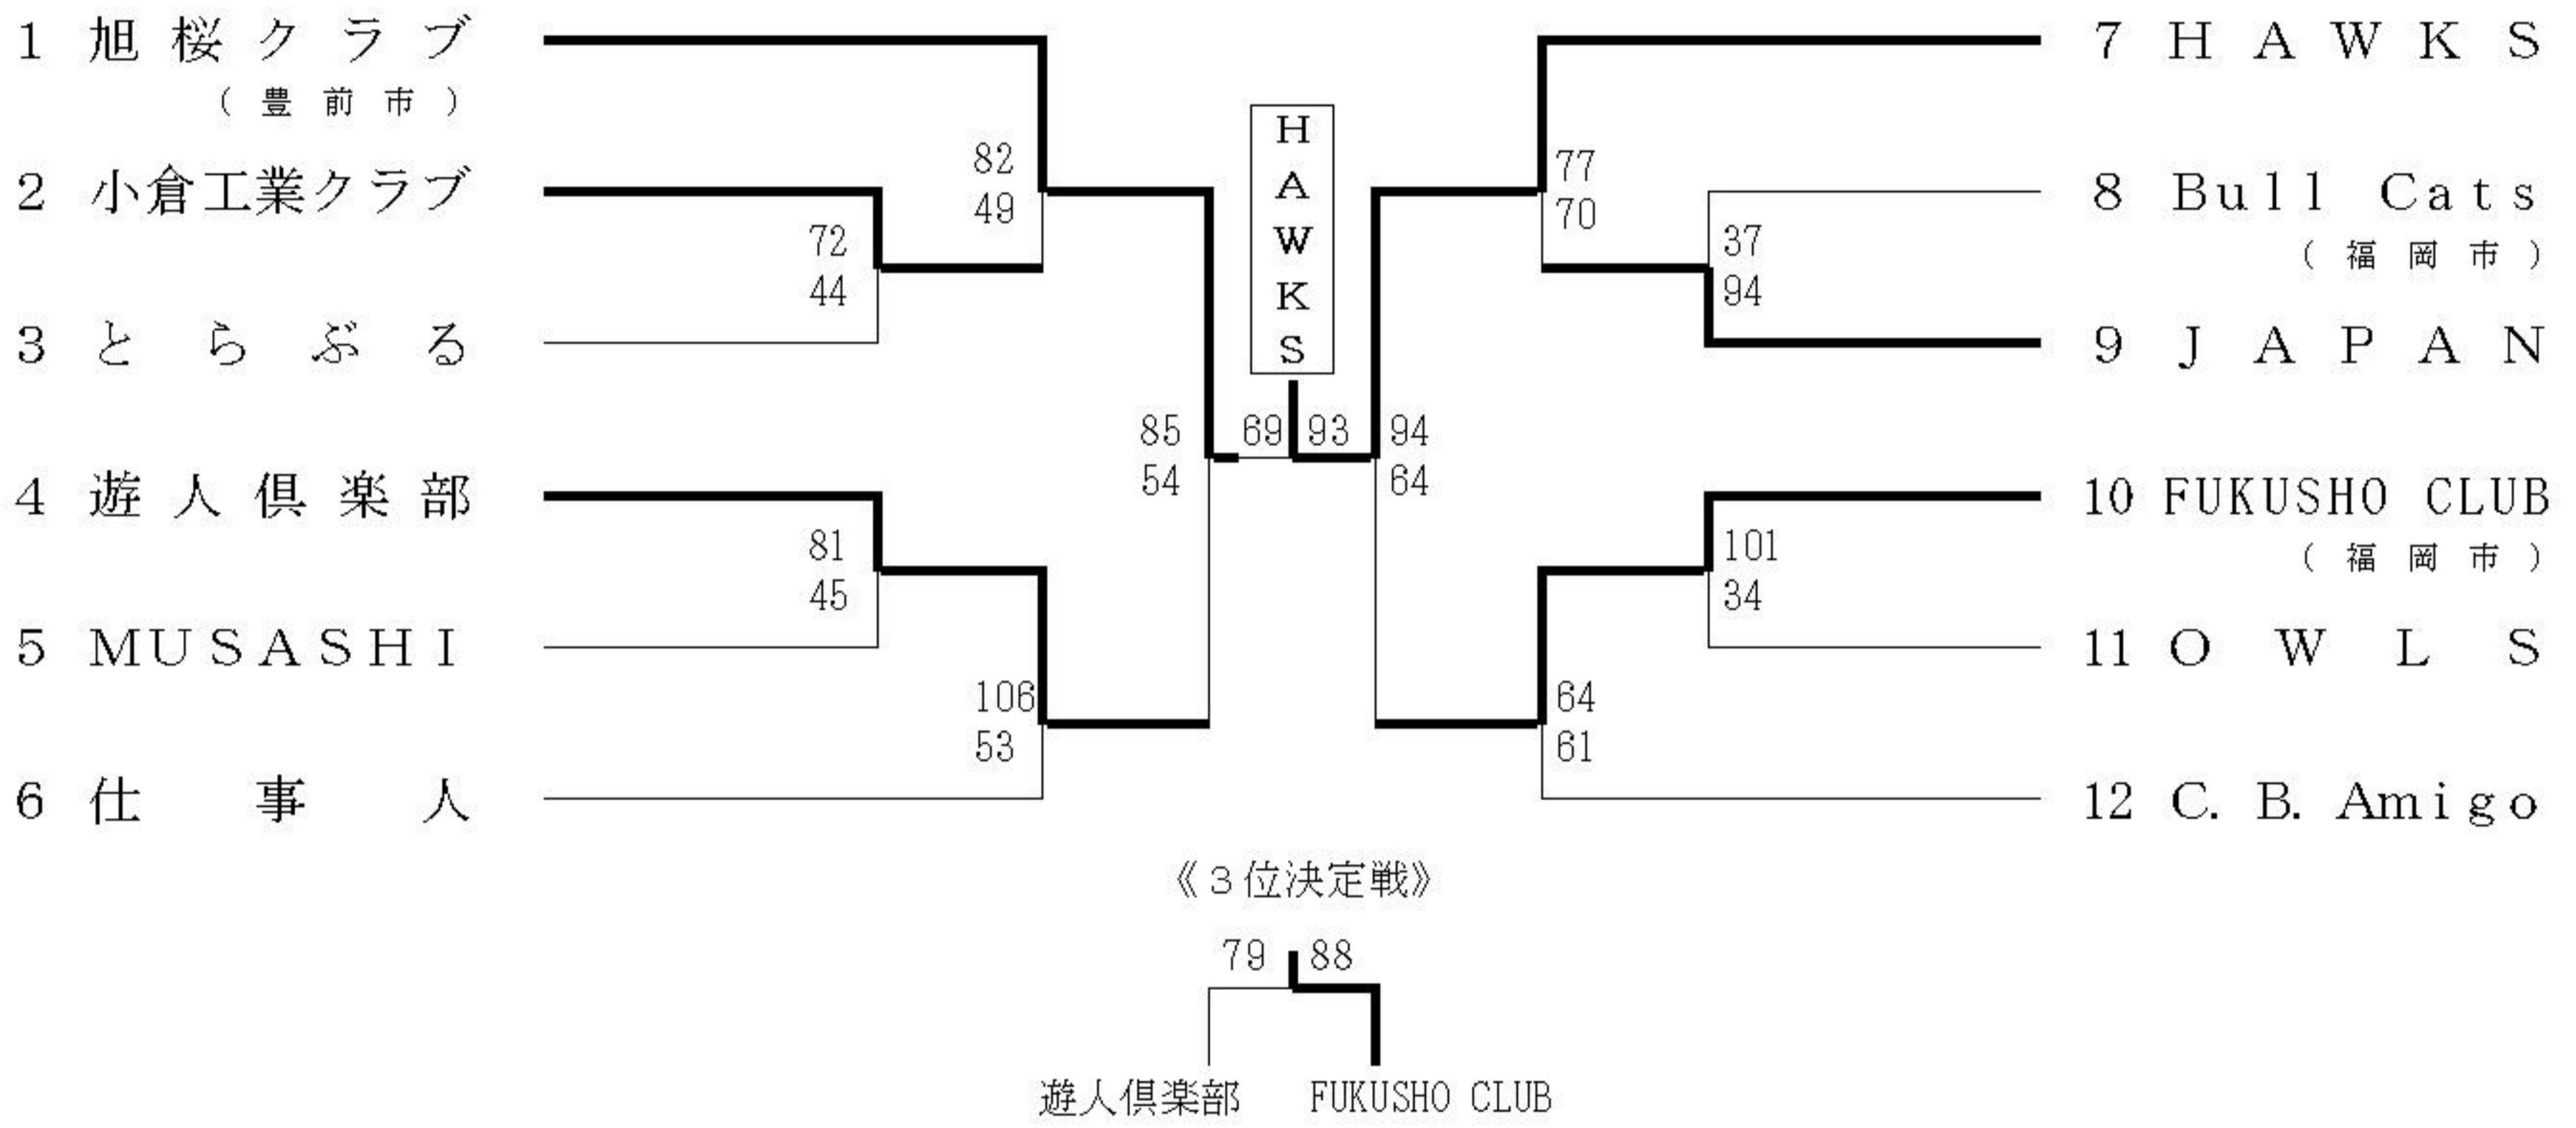 1 旭桜クラブ
(豊前市)
2 小倉工業クラブ
3 とらぶる
4 遊人倶楽部
5 MUSASHI
6 仕事人
82
49
72
44
81
45
106
53
85
54
HAWKS
69 93
94
64
77
70
37
94
101
34
64
61
7 HAWKS
8 Bull Cats
(福岡市)
9 JAPAN
10 FUKUSHO CLUB
(福岡市)
11 OWLS
12 C.B.Amigo
《3位決定戦》
79 88
遊人倶楽部 FUKUSHO CLUB